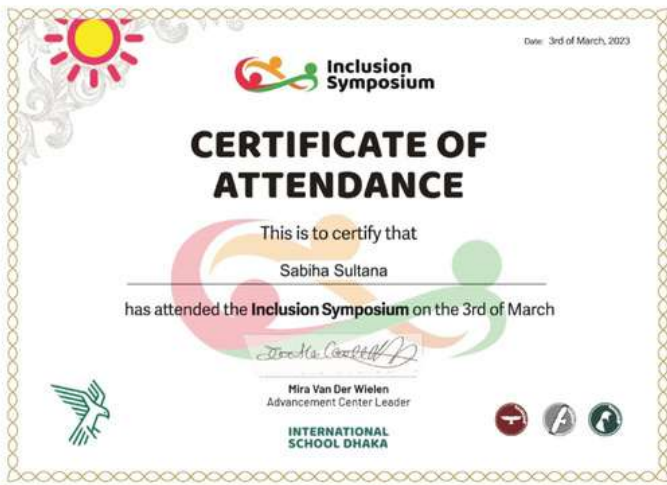 Date: 3rd of March, 2023
Inclusion
Symposium
CERTIFICATE OF
ATTENDANCE
This is to certify that
Sabiha Sultana
has attended the Inclusion Symposium on the 3rd of March
Mira Van Der Wielen
Advancement Center Leader
INTERNATIONAL
SCHOOL DHAKA